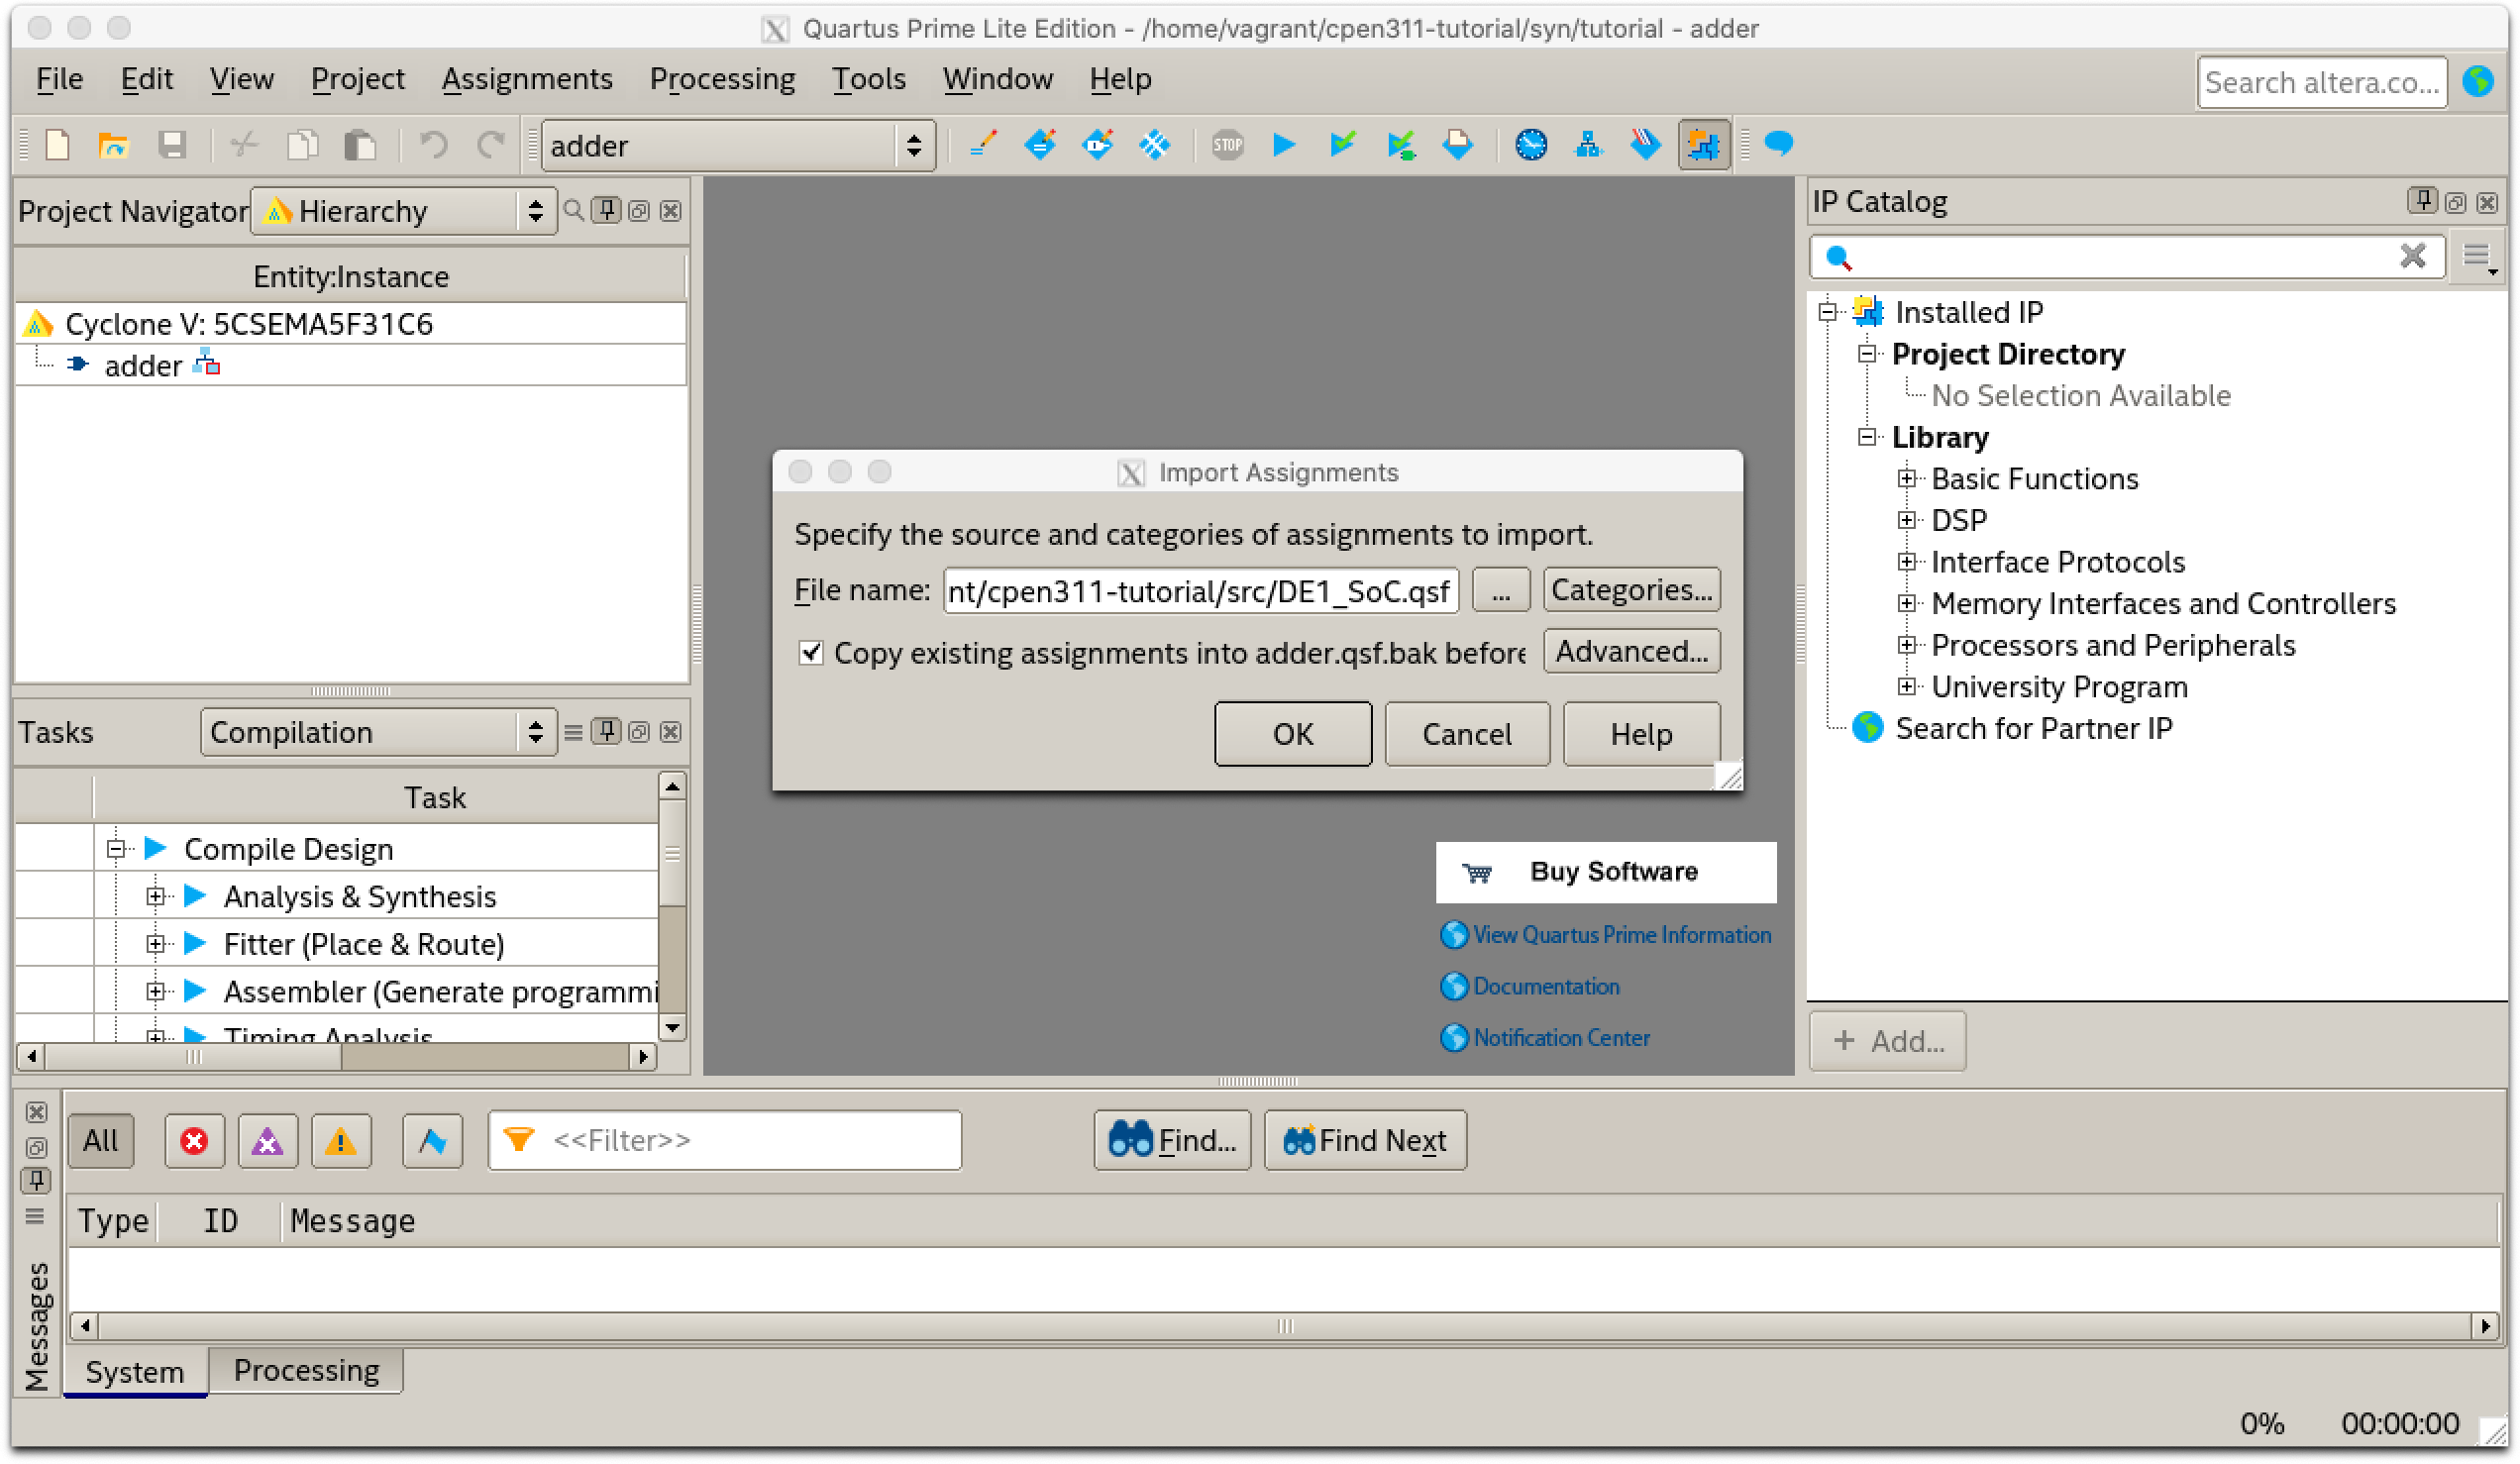 Quartus Prime Lite Edition - /home/vagrant/cpen311-tutorial/syn/tutorial - adder
File Edit View Project Assignments Processing Tools Window Help
Search altera.co...
adder
STOP
Project Navigator Hierarchy
Entity:Instance
Cyclone V: 5CSEMA5F31C6
adder
Tasks Compilation
Task
Compile Design
Analysis & Synthesis
Fitter (Place & Route)
Assembler (Generate programmi
Timing Analysis
Import Assignments
Specify the source and categories of assignments to import.
File name: nt/cpen311-tutorial/src/DE1_SoC.qsf ... Categories...
Copy existing assignments into adder.qsf.bak before Advanced...
OK Cancel Help
Buy Software
View Quartus Prime Information
Documentation
Notification Center
IP Catalog
Installed IP
Project Directory
No Selection Available
Library
Basic Functions
DSP
Interface Protocols
Memory Interfaces and Controllers
Processors and Peripherals
University Program
Search for Partner IP
+ Add...
All <<Filter>> Find... Find Next
Type ID Message
Messages
System Processing
0% 00:00:00